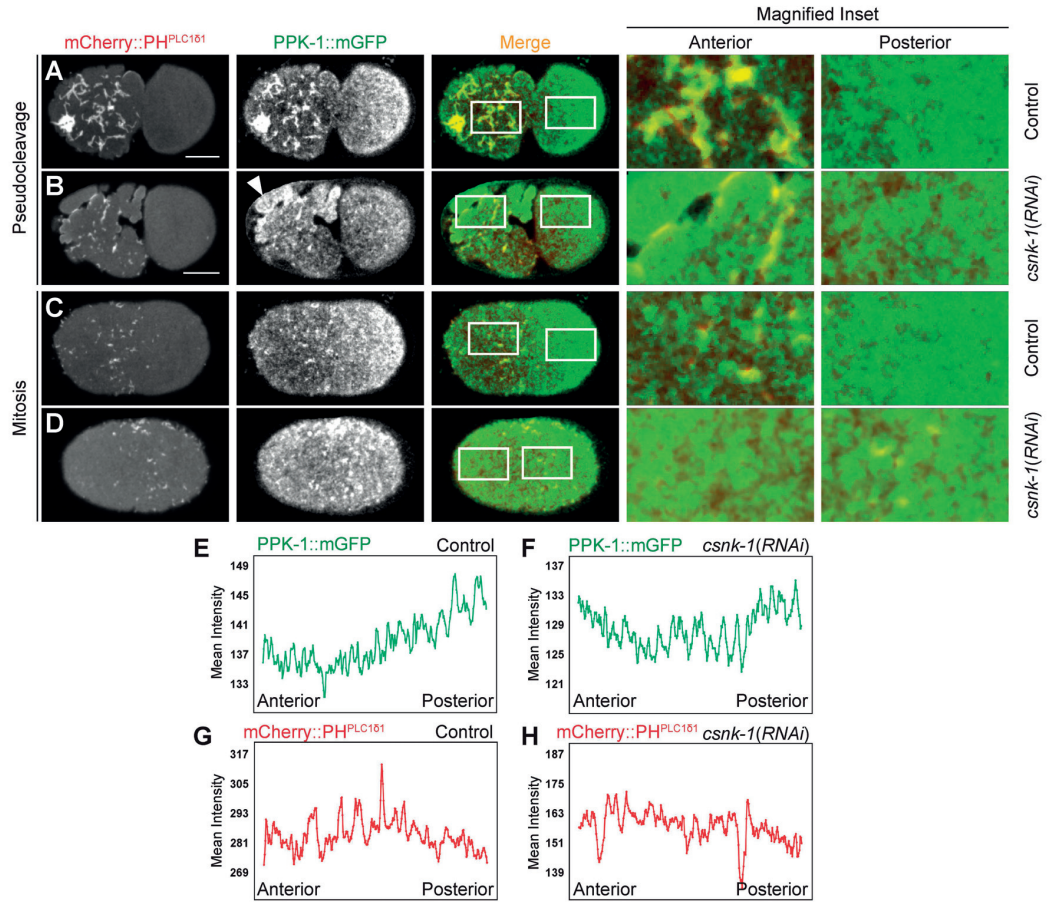 Magnified Inset
mCherry::PH^PLC1δ1 PPK-1::mGFP Merge Anterior Posterior
Pseudocleavage
A
Control
B
csnk-1(RNAi)
Mitosis
C
Control
D
csnk-1(RNAi)
E PPK-1::mGFP Control
Mean Intensity
149
145
141
137
133
Anterior Posterior
F PPK-1::mGFP csnk-1(RNAi)
Mean Intensity
137
133
129
125
121
Anterior Posterior
G mCherry::PH^PLC1δ1 Control
Mean Intensity
317
305
293
281
269
Anterior Posterior
H mCherry::PH^PLC1δ1 csnk-1(RNAi)
Mean Intensity
187
175
163
151
139
Anterior Posterior